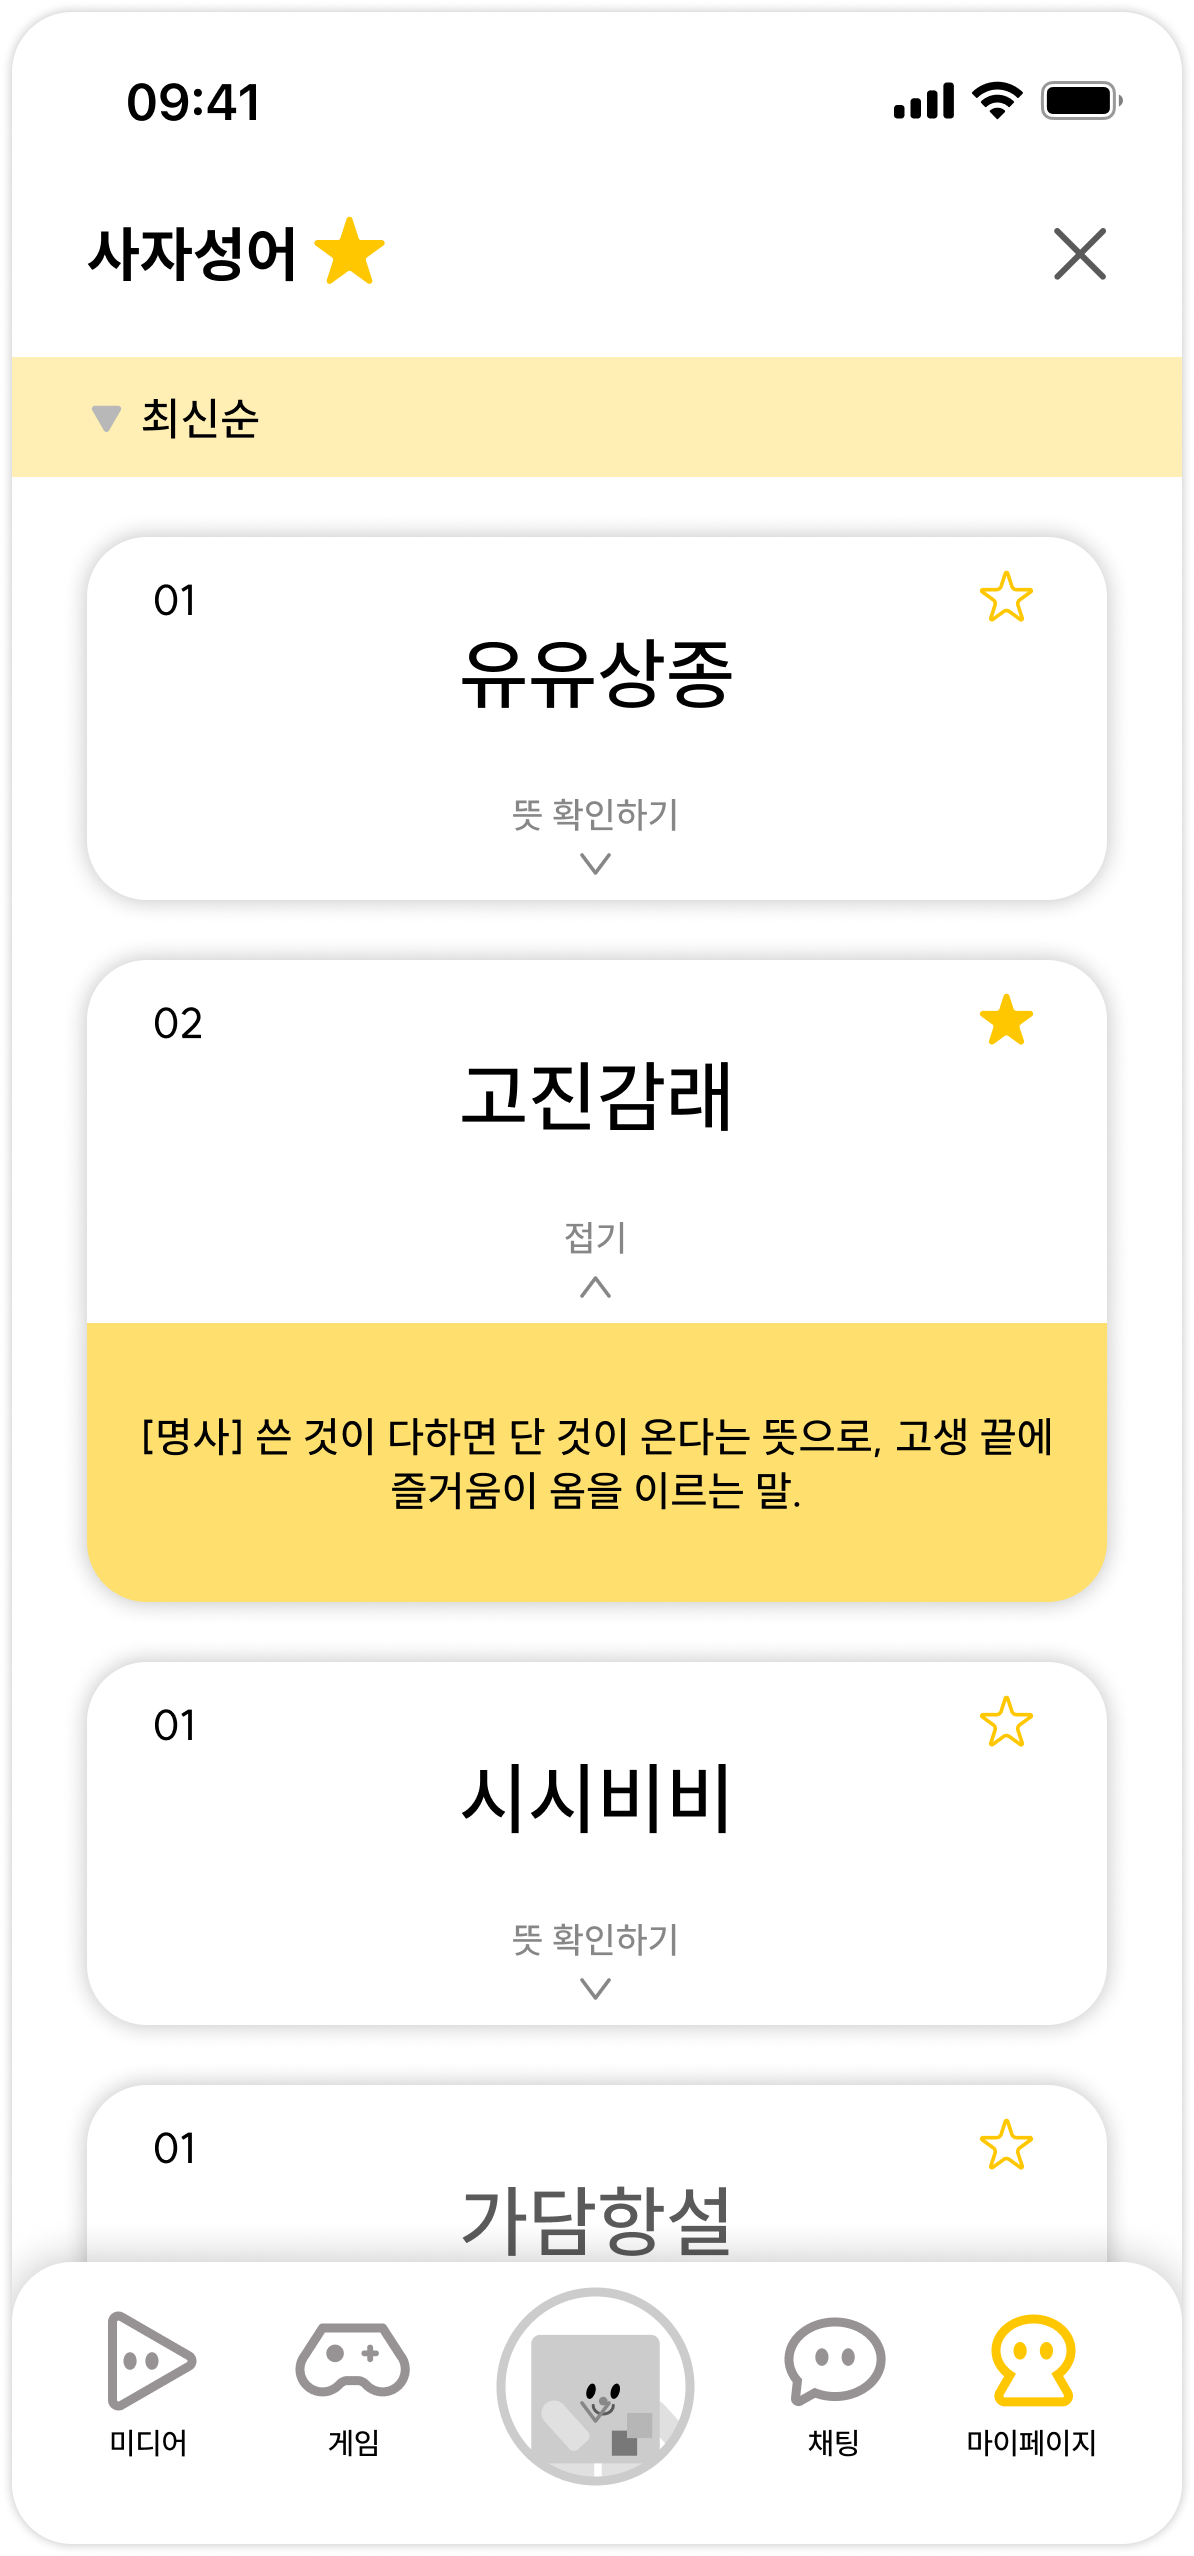 09:41
사자성어
최신순
01
유유상종
뜻 확인하기
02
고진감래
접기
[명사] 쓴 것이 다하면 단 것이 온다는 뜻으로, 고생 끝에
즐거움이 옴을 이르는 말.
01
시시비비
뜻 확인하기
01
가담항설
미디어
게임
채팅
마이페이지